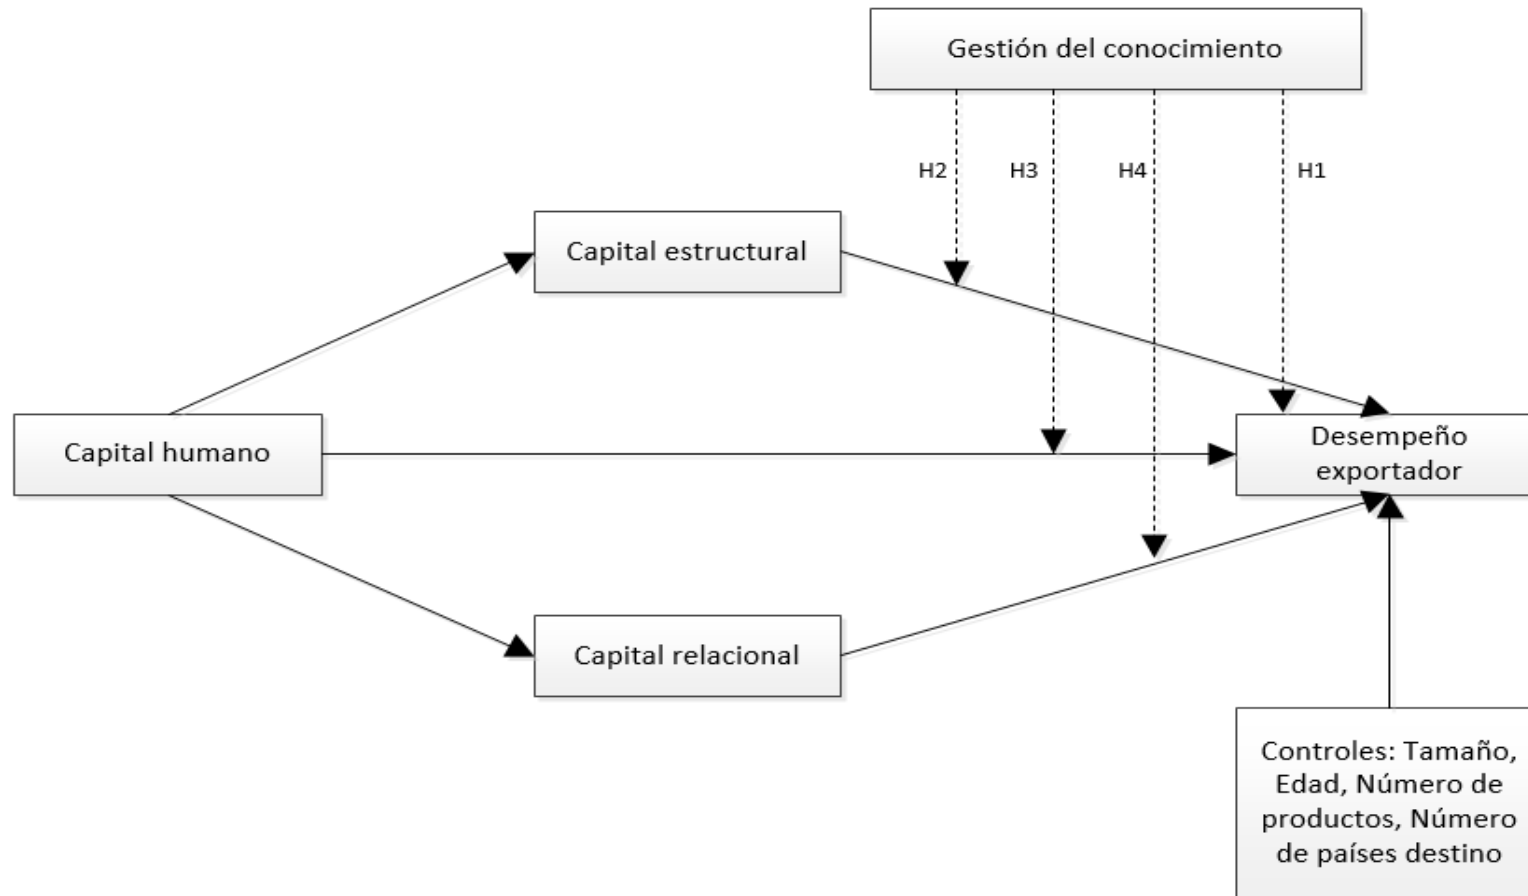 Gestión del conocimiento
H2
H3
H4
H1
Capital estructural
Capital humano
Desempeño
exportador
Capital relacional
Controles: Tamaño,
Edad, Número de
productos, Número
de países destino